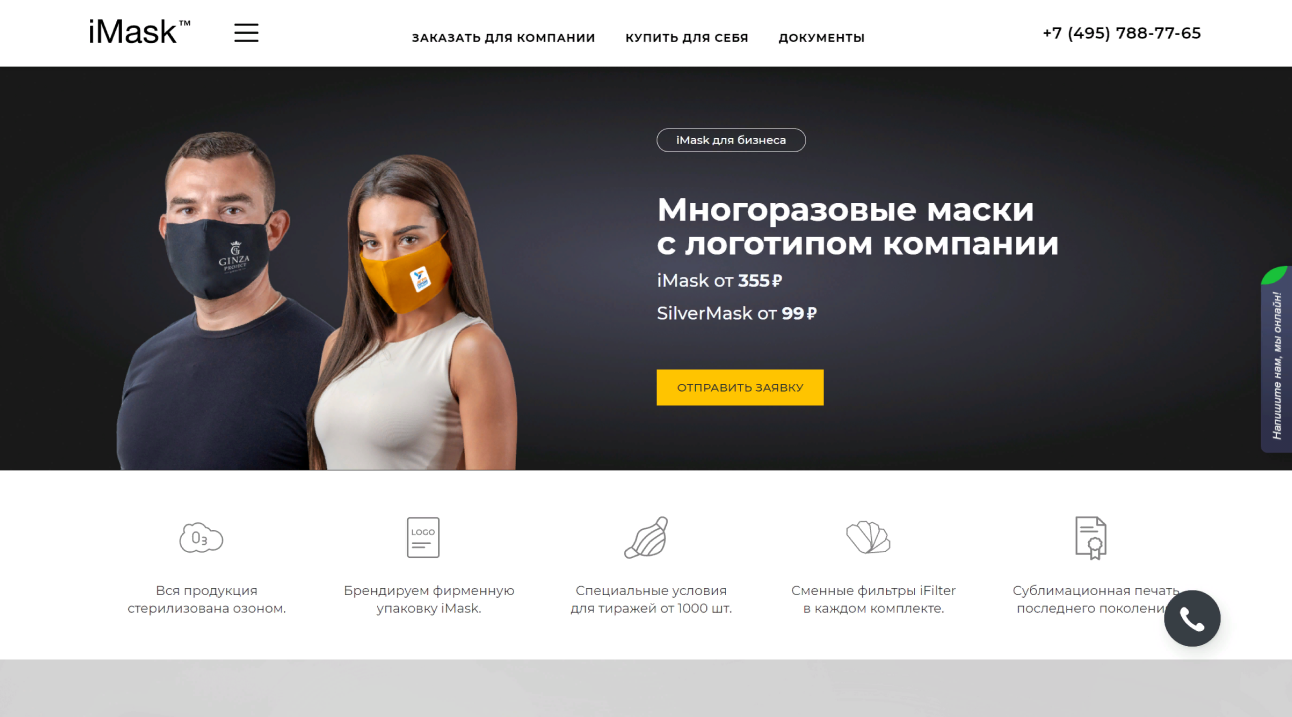 iMask™
ЗАКАЗАТЬ ДЛЯ КОМПАНИИ
КУПИТЬ ДЛЯ СЕБЯ
ДОКУМЕНТЫ
+7 (495) 788-77-65
iMask для бизнеса
Многоразовые маски
с логотипом компании
iMask от 355 ₽
SilverMask от 99 ₽
ОТПРАВИТЬ ЗАЯВКУ
GINZA
PROJECT
Напишите нам, мы онлайн!
O3
LOGO
Вся продукция
стерилизована озоном.
Брендируем фирменную
упаковку iMask.
Специальные условия
для тиражей от 1000 шт.
Сменные фильтры iFilter
в каждом комплекте.
Сублимационная печать
последнего поколени